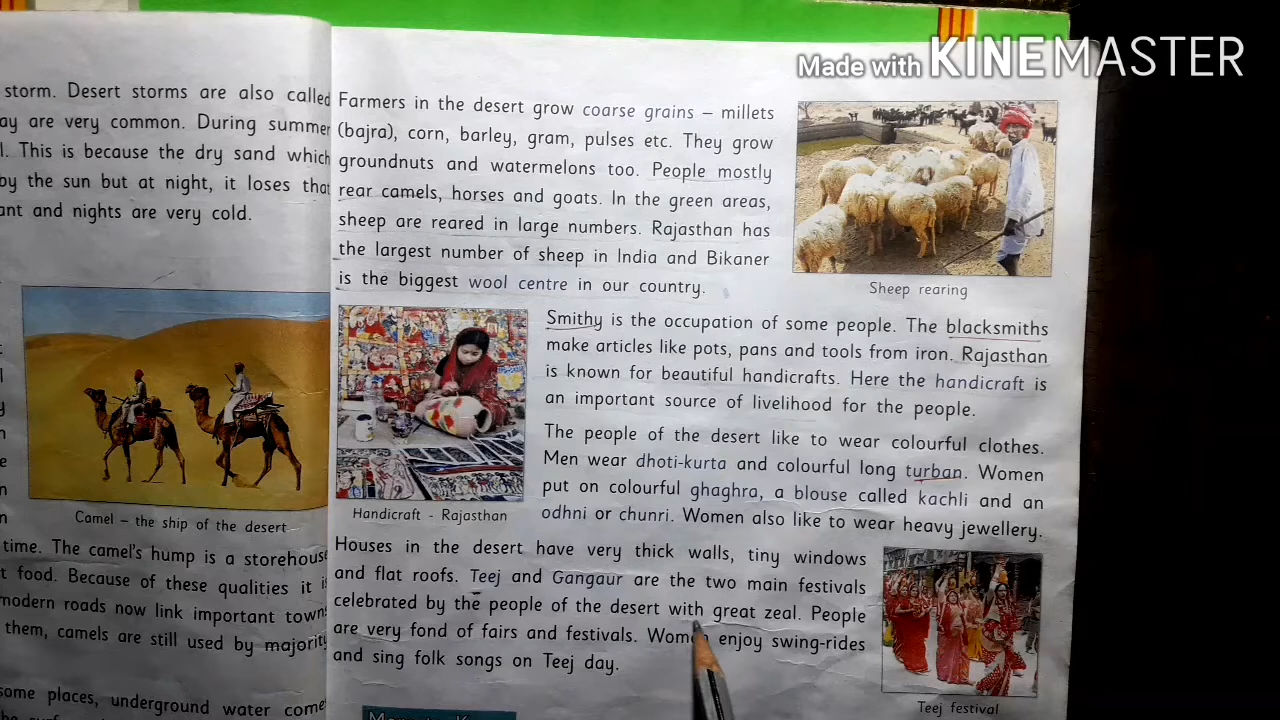 Made with KINEMASTER
storm. Desert storms are also called
are very common. During summer
This is because the dry sand which
by the sun but at night, it loses that
and nights are very cold.
Camel – the ship of the desert
time. The camel's hump is a storehouse
food. Because of these qualities it
modern roads now link important
them, camels are still used by majority
some places, underground water
Farmers in the desert grow coarse grains – millets
(bajra), corn, barley, gram, pulses etc. They grow
groundnuts and watermelons too. People mostly
rear camels, horses and goats. In the green areas,
sheep are reared in large numbers. Rajasthan has
the largest number of sheep in India and Bikaner
is the biggest wool centre in our country.
Sheep rearing
Smithy is the occupation of some people. The blacksmiths
make articles like pots, pans and tools from iron. Rajasthan
is known for beautiful handicrafts. Here the handicraft is
an important source of livelihood for the people.
Handicraft - Rajasthan
The people of the desert like to wear colourful clothes.
Men wear dhoti-kurta and colourful long turban. Women
put on colourful ghaghra, a blouse called kachli and an
odhni or chunri. Women also like to wear heavy jewellery.
Houses in the desert have very thick walls, tiny windows
and flat roofs. Teej and Gangaur are the two main festivals
celebrated by the people of the desert with great zeal. People
are very fond of fairs and festivals. Women enjoy swing-rides
and sing folk songs on Teej day.
Teej festival